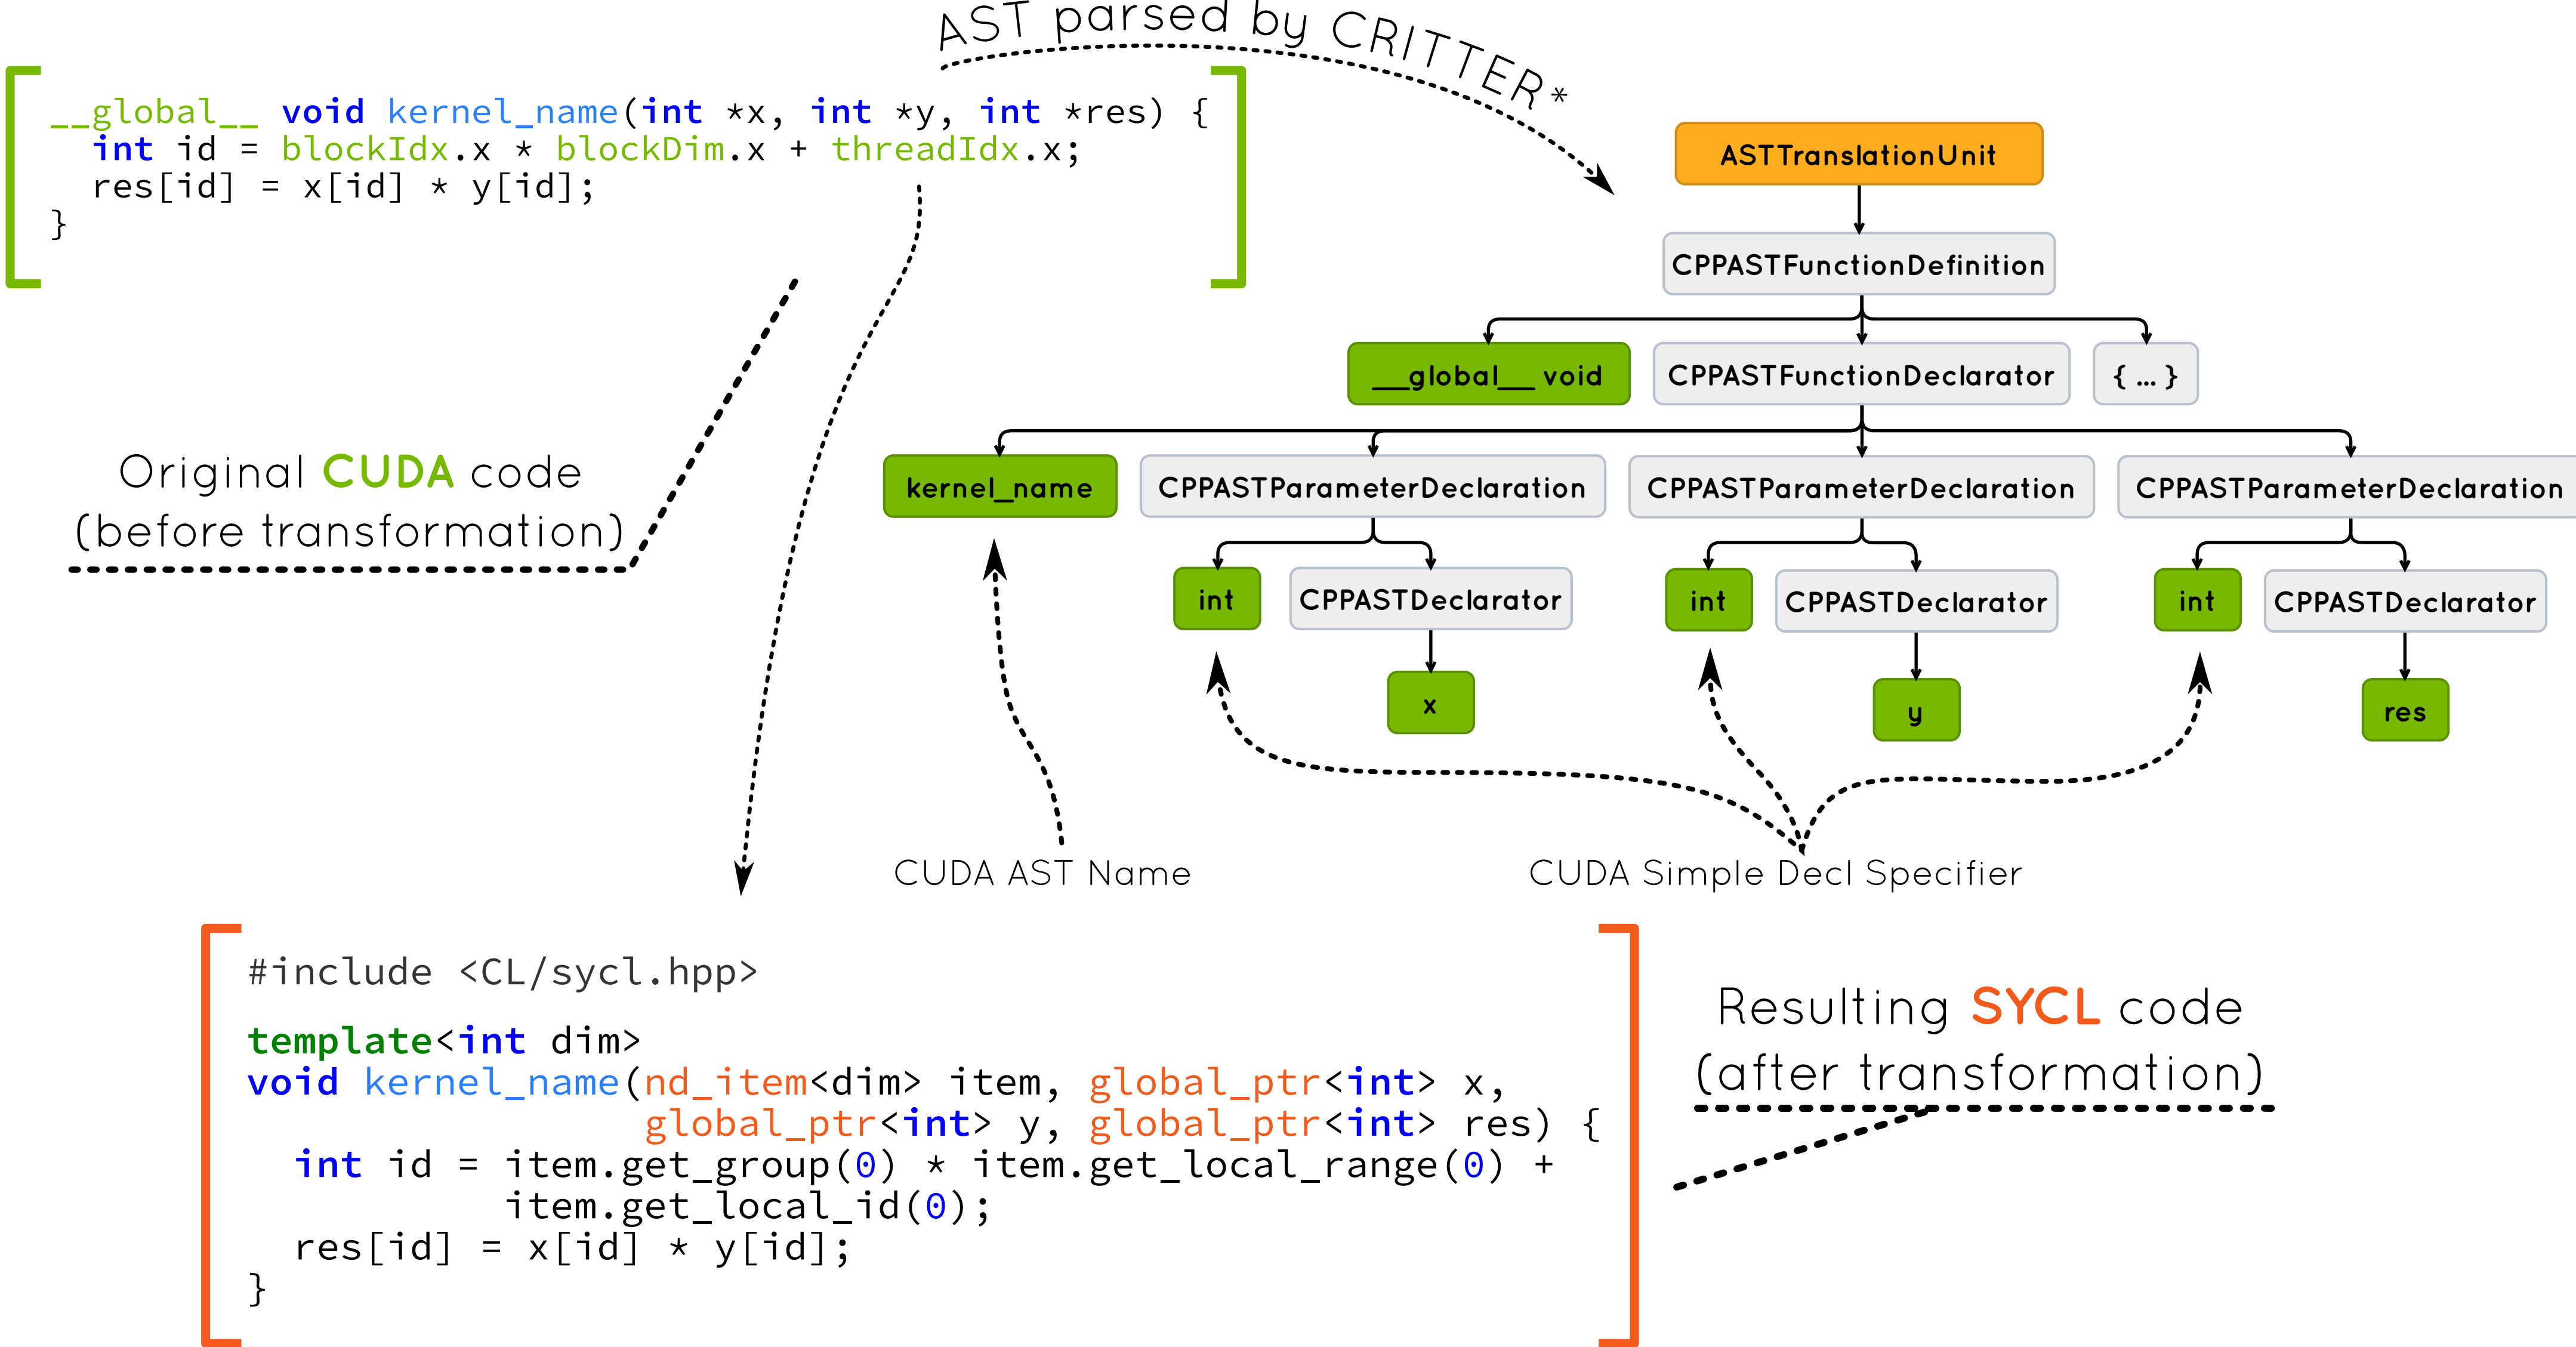 AST parsed by CRITTER*
__global__ void kernel_name(int *x, int *y, int *res) {
  int id = blockIdx.x * blockDim.x + threadIdx.x;
  res[id] = x[id] * y[id];
}
Original CUDA code
(before transformation)
ASTTranslationUnit
CPPASTFunctionDefinition
__global__ void
CPPASTFunctionDeclarator
{ ... }
kernel_name
CPPASTParameterDeclaration
CPPASTParameterDeclaration
CPPASTParameterDeclaration
int
CPPASTDeclarator
int
CPPASTDeclarator
int
CPPASTDeclarator
x
y
res
CUDA AST Name
CUDA Simple Decl Specifier
#include <CL/sycl.hpp>
template<int dim>
void kernel_name(nd_item<dim> item, global_ptr<int> x,
                 global_ptr<int> y, global_ptr<int> res) {
  int id = item.get_group(0) * item.get_local_range(0) +
           item.get_local_id(0);
  res[id] = x[id] * y[id];
}
Resulting SYCL code
(after transformation)